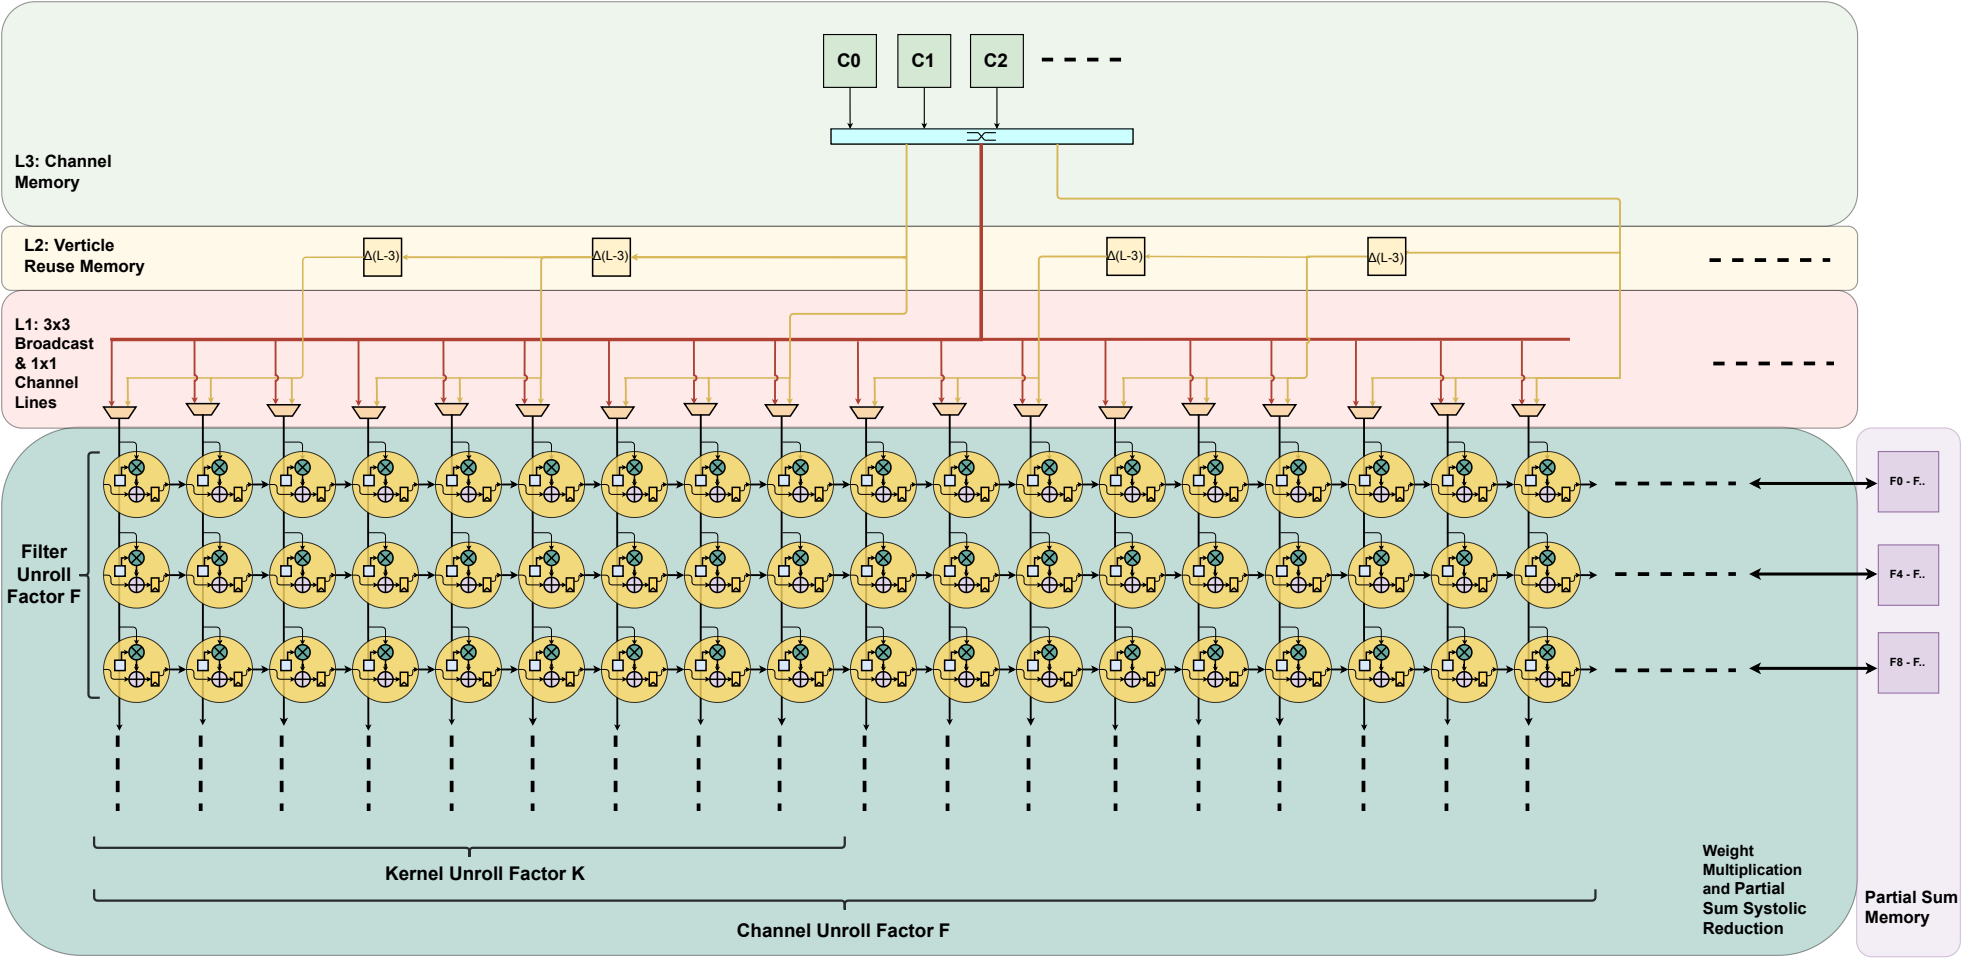 C0
C1
C2
L3: Channel
Memory
L2: Verticle
Reuse Memory
Δ(L-3)
Δ(L-3)
Δ(L-3)
Δ(L-3)
L1: 3x3
Broadcast
& 1x1
Channel
Lines
Filter
Unroll
Factor F
F0 - F..
F4 - F..
F8 - F..
Kernel Unroll Factor K
Channel Unroll Factor F
Weight
Multiplication
and Partial
Sum Systolic
Reduction
Partial Sum
Memory